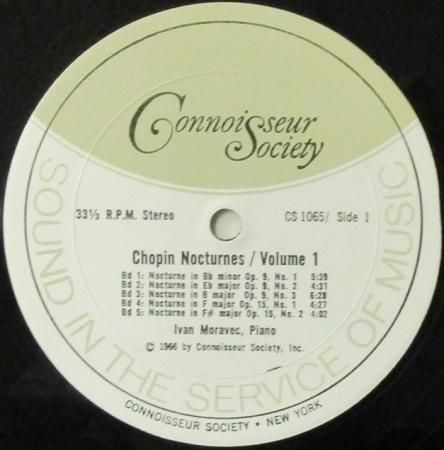 Connoisseur
Society
33⅓ R.P.M. Stereo
CS 1065/ Side 1
Chopin Nocturnes / Volume 1
Bd 1: Nocturne in Bb minor Op. 9, No. 1 5:39
Bd 2: Nocturne in Eb major Op. 9, No. 2 4:31
Bd 3: Nocturne in B major Op. 9, No. 3 6:28
Bd 4: Nocturne in F major Op. 15, No. 1 4:27
Bd 5: Nocturne in F# major Op. 15, No. 2 4:02
Ivan Moravec, Piano
© 1966 by Connoisseur Society, Inc.
SOUND IN THE SERVICE OF MUSIC
CONNOISSEUR SOCIETY • NEW YORK